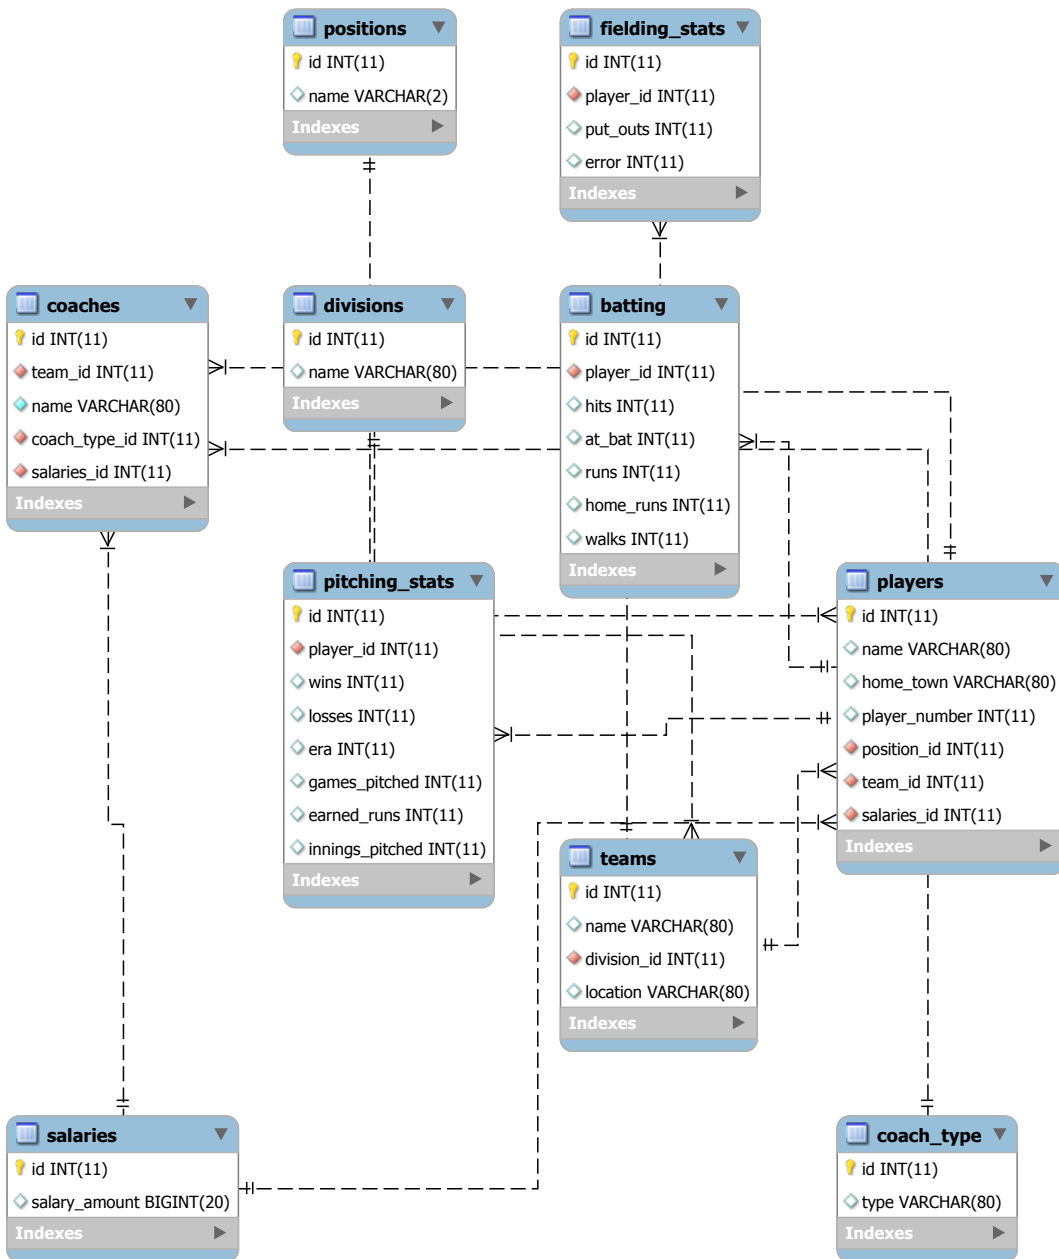 positions
id INT(11)
name VARCHAR(2)
Indexes
fielding_stats
id INT(11)
player_id INT(11)
put_outs INT(11)
error INT(11)
Indexes
coaches
id INT(11)
team_id INT(11)
name VARCHAR(80)
coach_type_id INT(11)
salaries_id INT(11)
Indexes
divisions
id INT(11)
name VARCHAR(80)
Indexes
batting
id INT(11)
player_id INT(11)
hits INT(11)
at_bat INT(11)
runs INT(11)
home_runs INT(11)
walks INT(11)
Indexes
pitching_stats
id INT(11)
player_id INT(11)
wins INT(11)
losses INT(11)
era INT(11)
games_pitched INT(11)
earned_runs INT(11)
innings_pitched INT(11)
Indexes
players
id INT(11)
name VARCHAR(80)
home_town VARCHAR(80)
player_number INT(11)
position_id INT(11)
team_id INT(11)
salaries_id INT(11)
Indexes
teams
id INT(11)
name VARCHAR(80)
division_id INT(11)
location VARCHAR(80)
Indexes
salaries
id INT(11)
salary_amount BIGINT(20)
Indexes
coach_type
id INT(11)
type VARCHAR(80)
Indexes